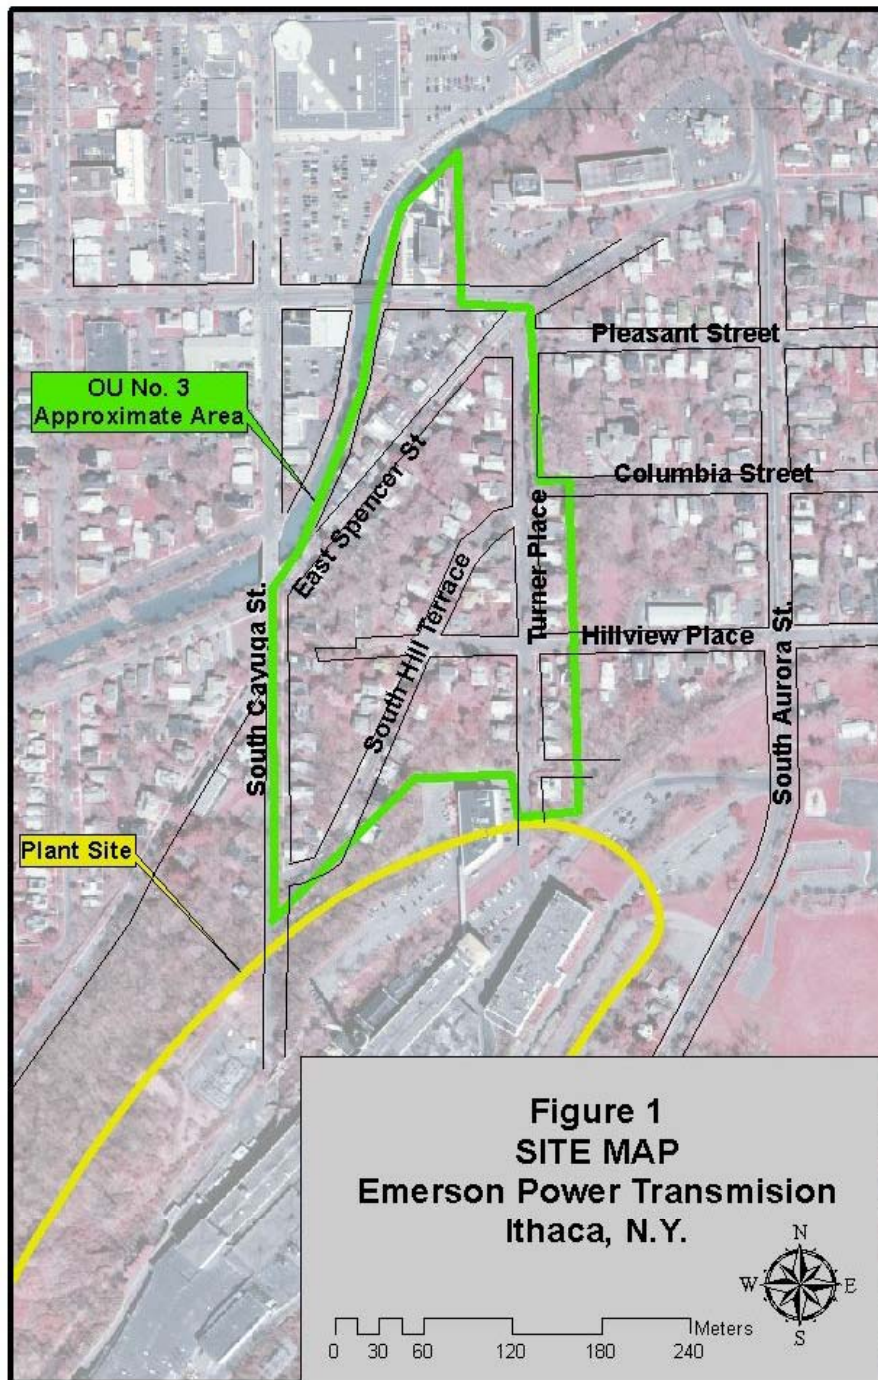 Pleasant Street
OU No. 3
Approximate Area
Columbia Street
East Spencer St
Turner Place
South Hill Terrace
Hillview Place
South Cayuga St.
South Aurora St.
Plant Site
Figure 1
SITE MAP
Emerson Power Transmision
Ithaca, N.Y.
N
W
E
S
Meters
0 30 60 120 180 240